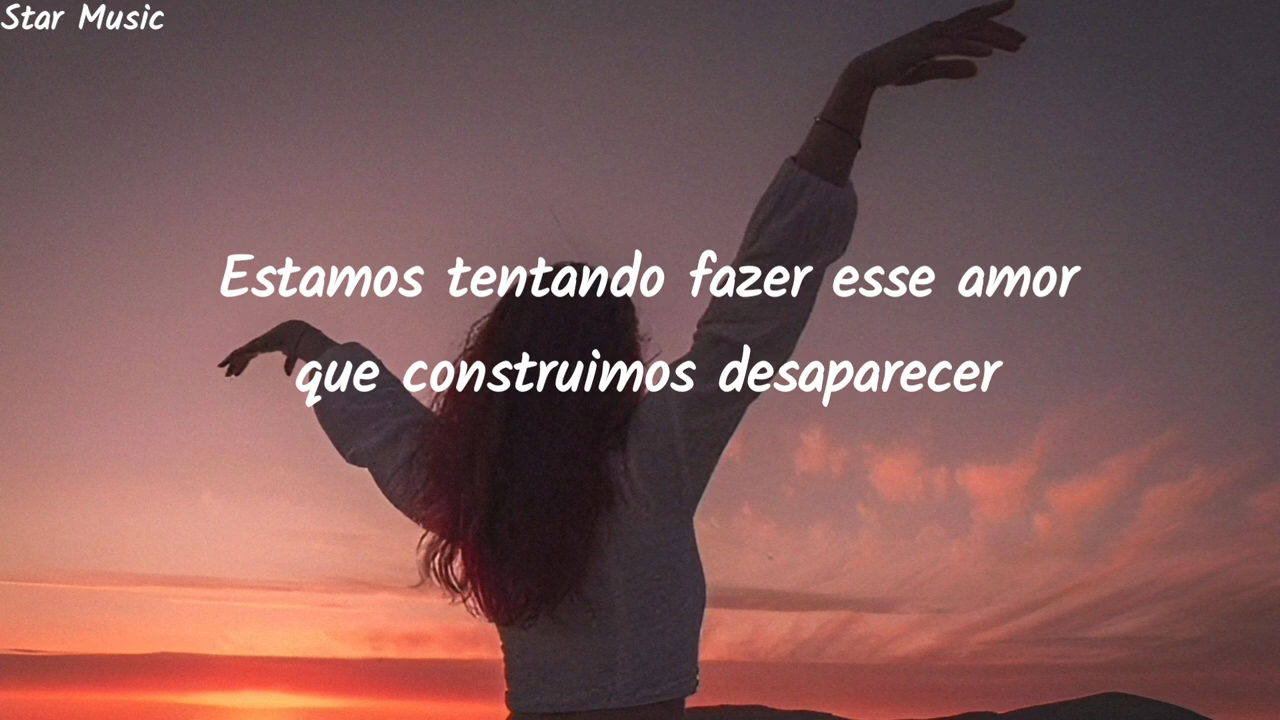 Star Music
Estamos tentando fazer esse amor
que construimos desaparecer